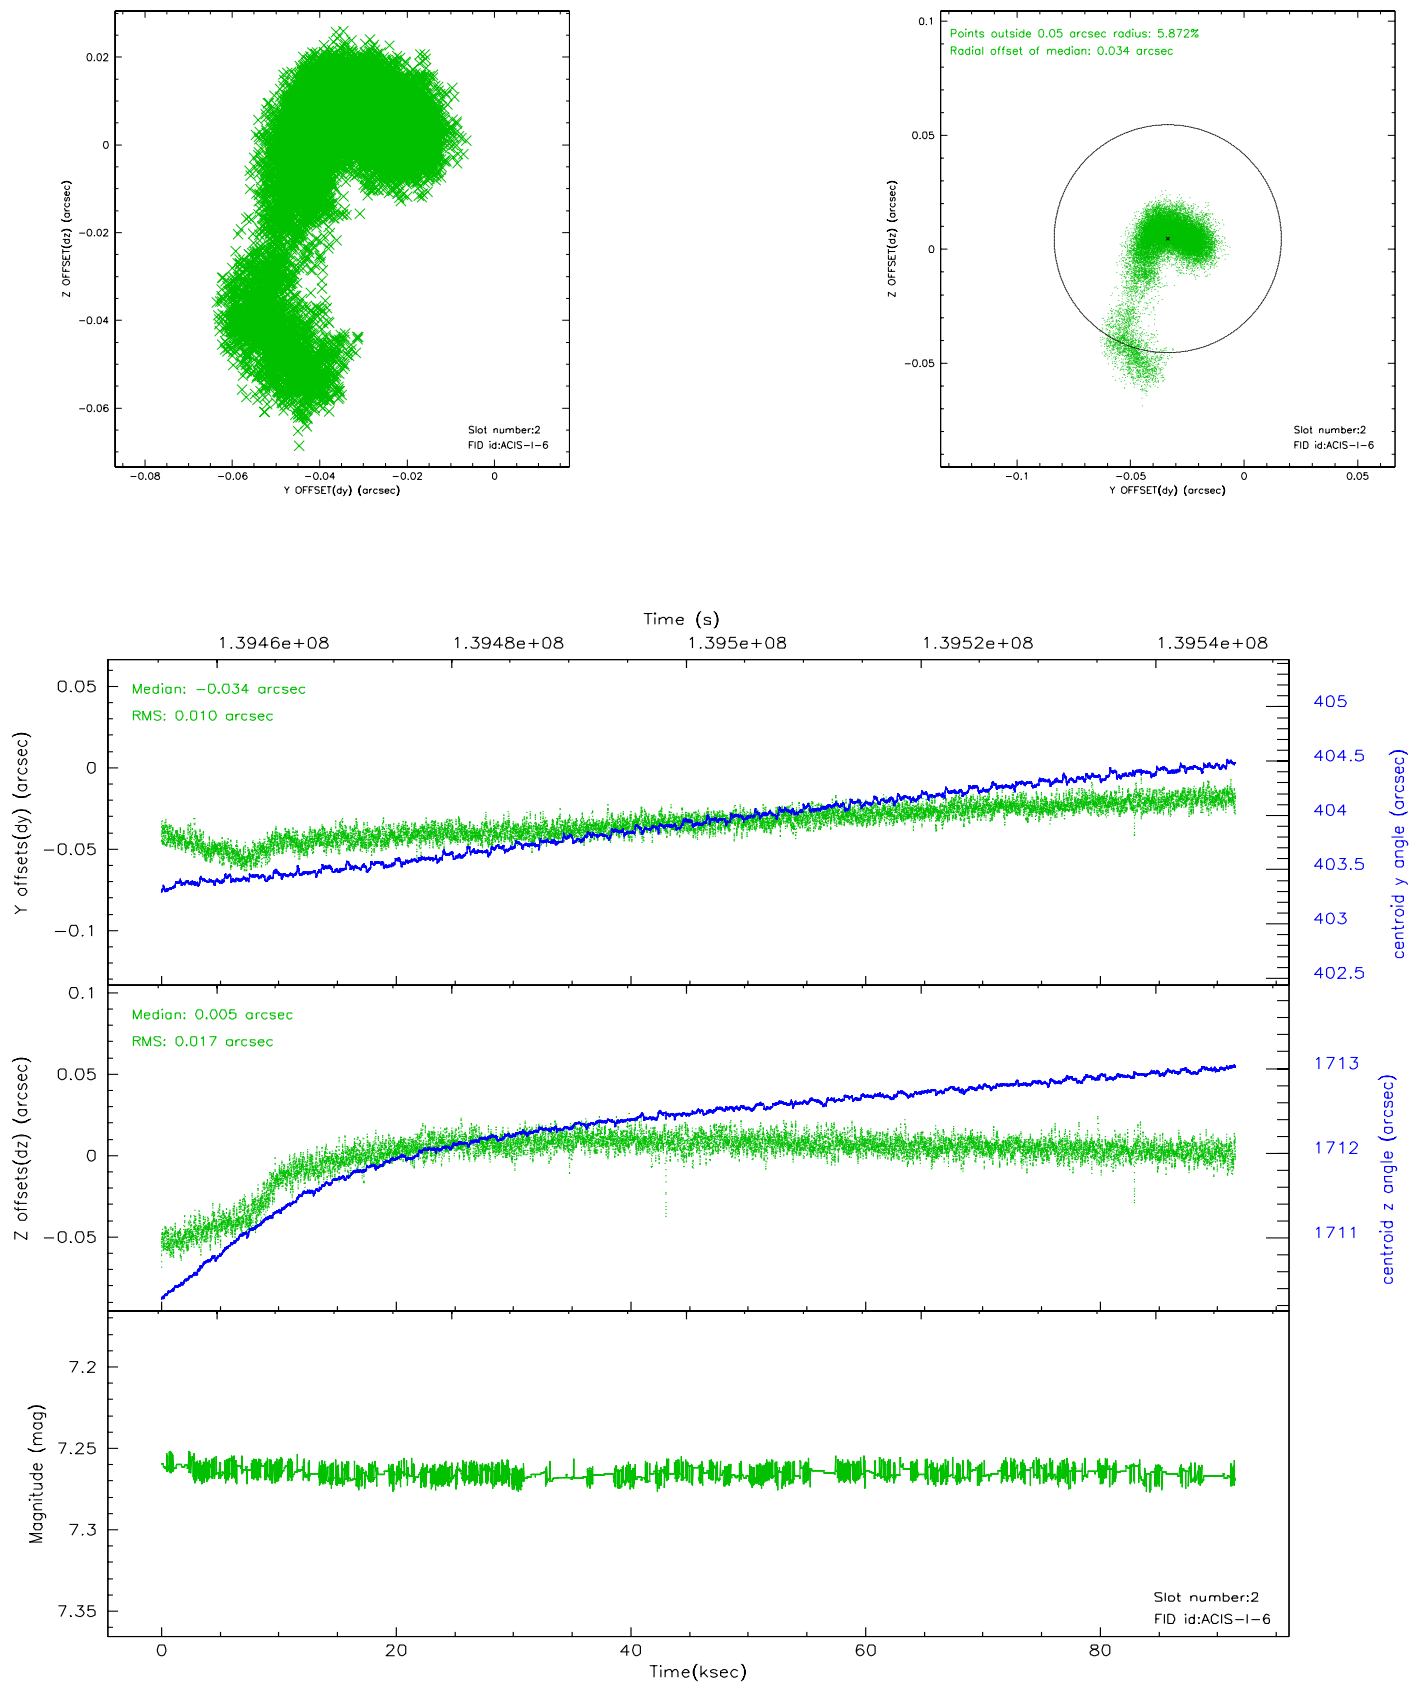 0.02
0
−0.02
−0.04
−0.06
Z OFFSET(dz) (arcsec)
Slot number:2
FID id:ACIS−I−6
−0.08
−0.06
−0.04
−0.02
0
Y OFFSET(dy) (arcsec)
0.1
0.05
0
−0.05
Z OFFSET(dz) (arcsec)
Points outside 0.05 arcsec radius: 5.872%
Radial offset of median: 0.034 arcsec
Slot number:2
FID id:ACIS−I−6
−0.1
−0.05
0
0.05
Y OFFSET(dy) (arcsec)
Time (s)
1.3946e+08
1.3948e+08
1.395e+08
1.3952e+08
1.3954e+08
Y offsets(dy) (arcsec)
0.05
0
−0.05
−0.1
Median: −0.034 arcsec
RMS: 0.010 arcsec
405
404.5
404
403.5
403
402.5
centroid y angle (arcsec)
Z offsets(dz) (arcsec)
0.1
0.05
0
−0.05
Median: 0.005 arcsec
RMS: 0.017 arcsec
1713
1712
1711
centroid z angle (arcsec)
Magnitude (mag)
7.2
7.25
7.3
7.35
Slot number:2
FID id:ACIS−I−6
0
20
40
60
80
Time(ksec)